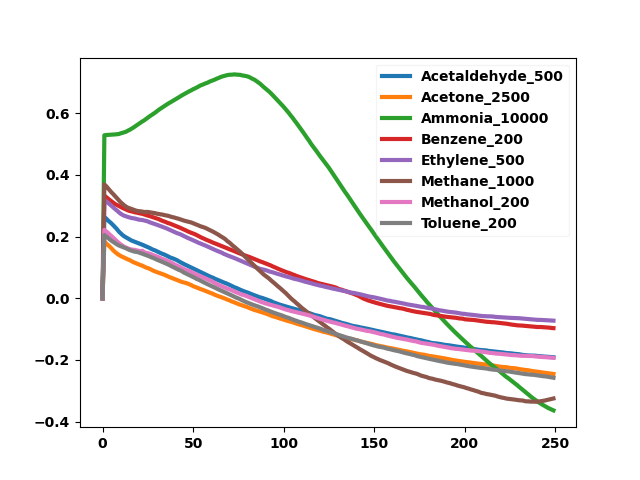 Acetaldehyde_500
Acetone_2500
Ammonia_10000
Benzene_200
Ethylene_500
Methane_1000
Methanol_200
Toluene_200
0.6
0.4
0.2
0.0
−0.2
−0.4
0 50 100 150 200 250